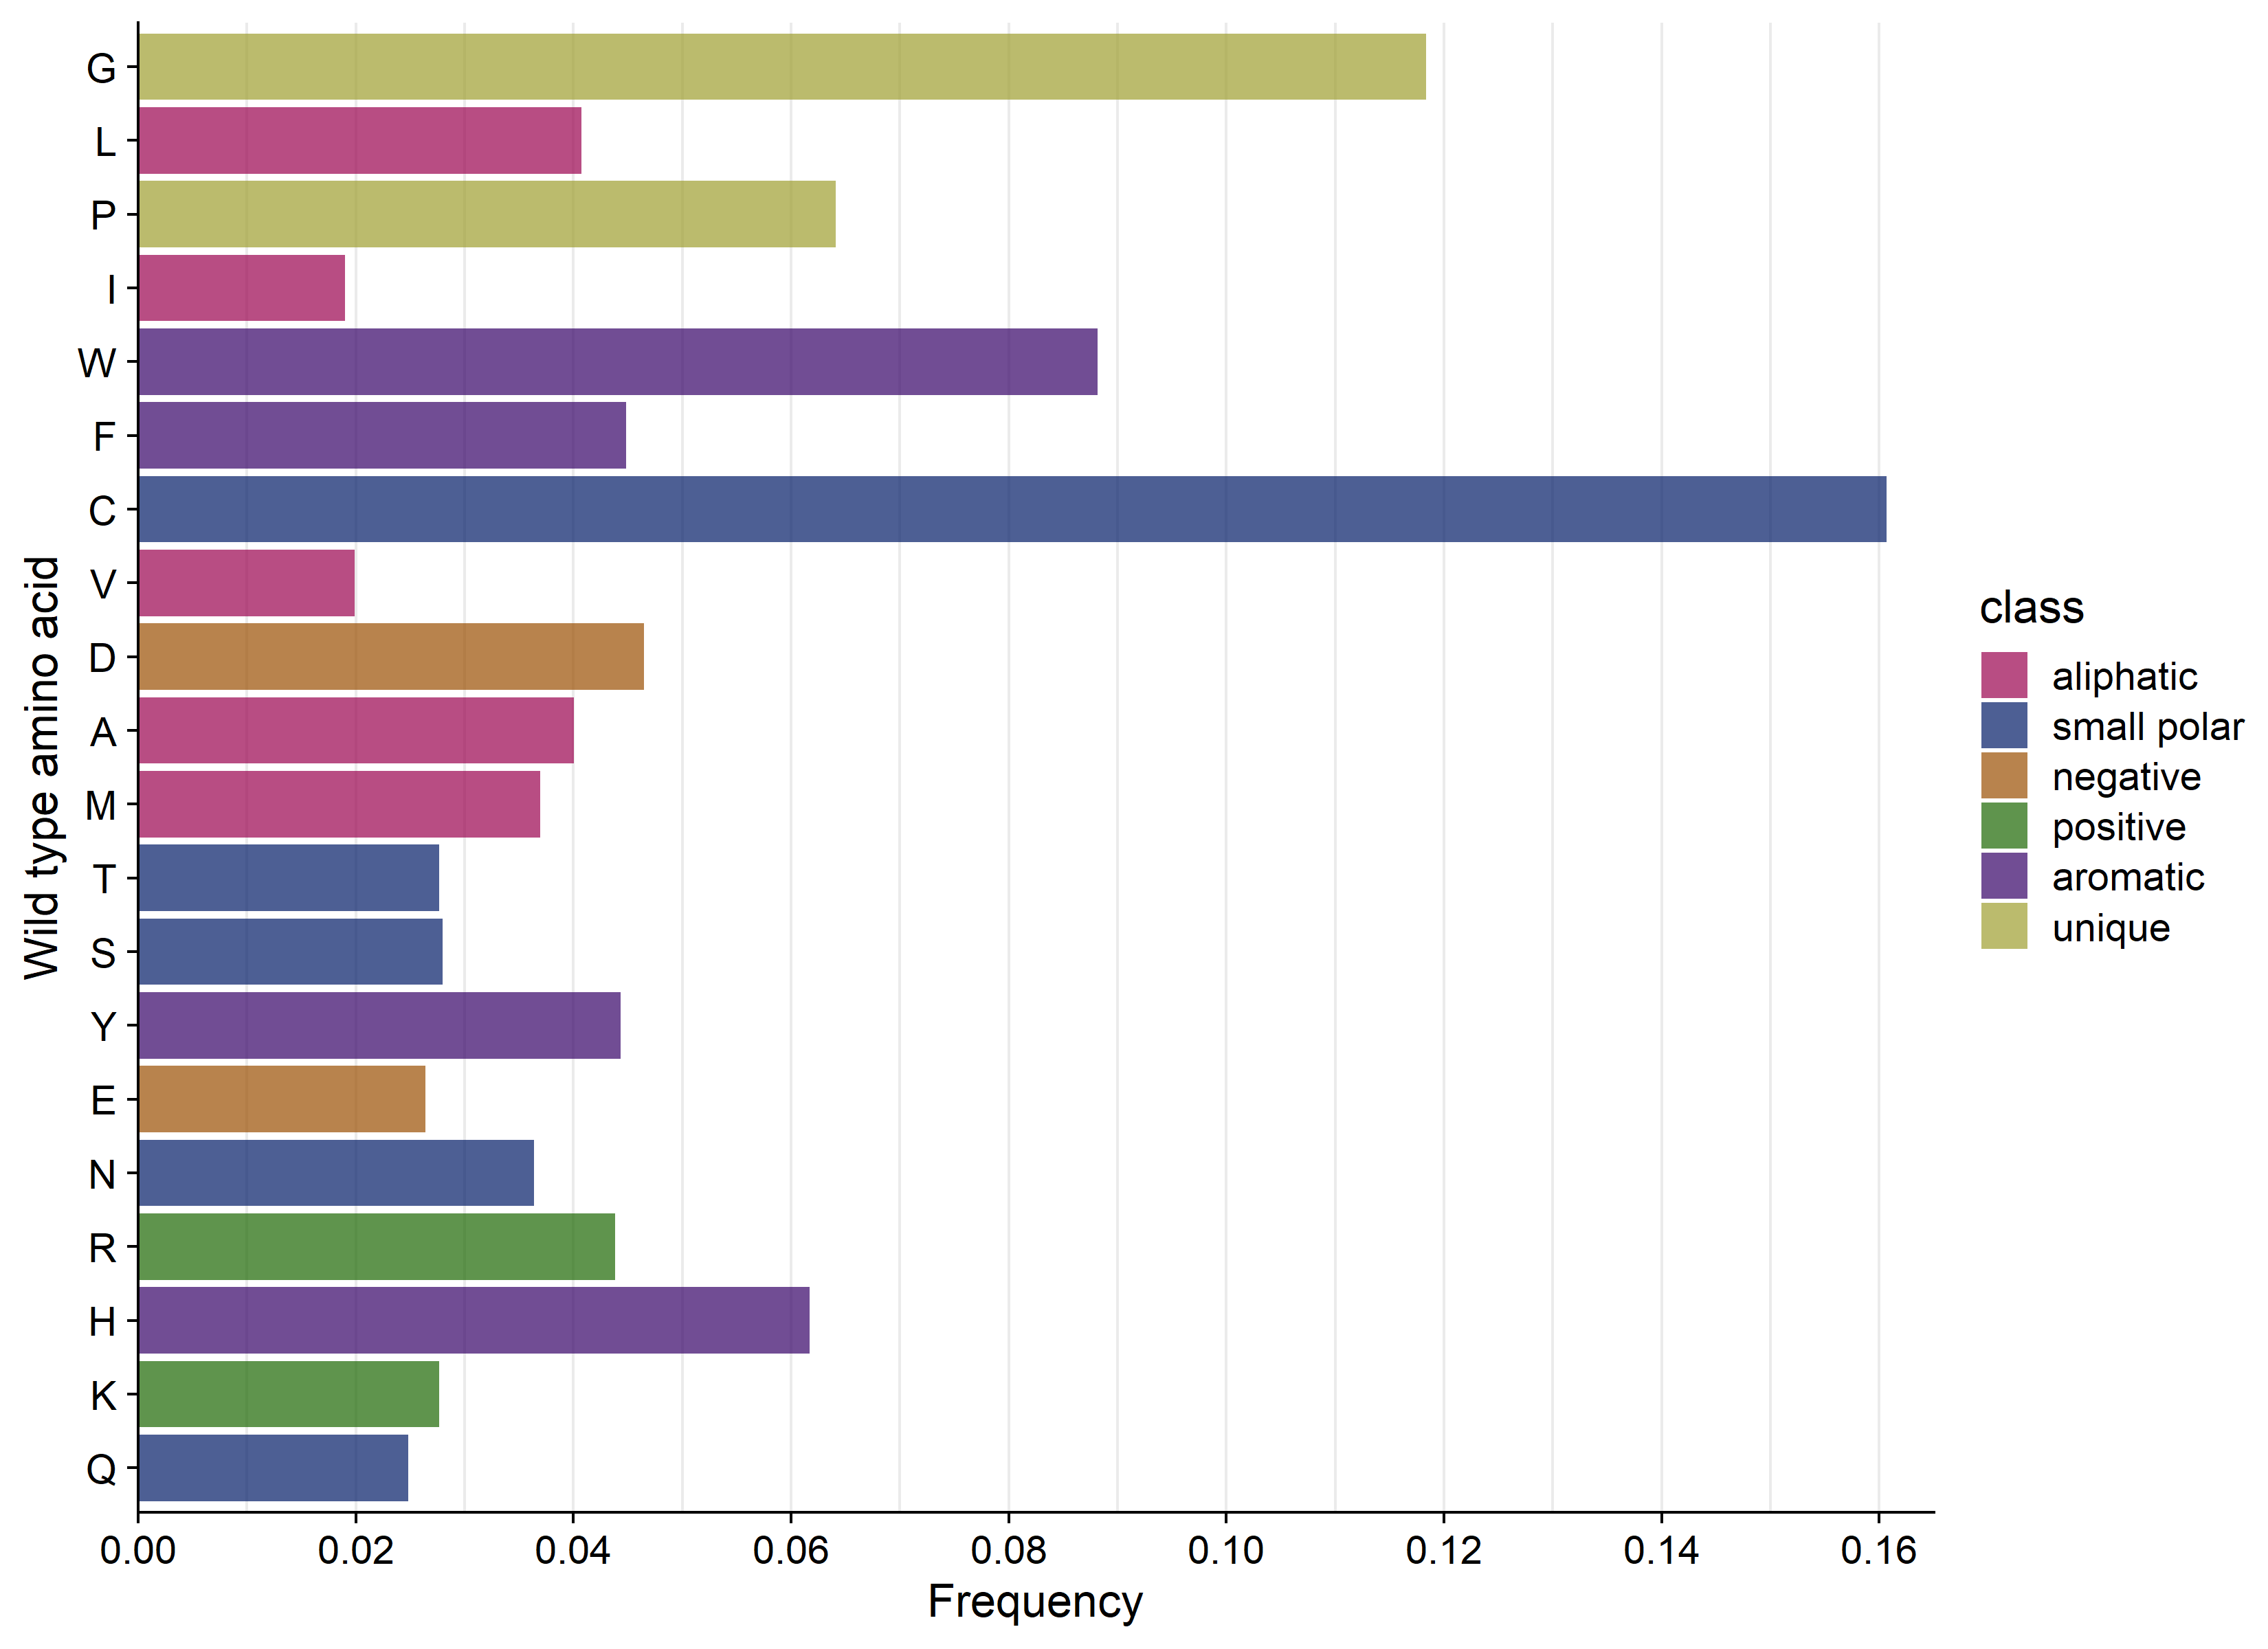 G
L
P
I
W
F
C
V
D
A
M
T
S
Y
E
N
R
H
K
Q
Wild type amino acid
0.00 0.02 0.04 0.06 0.08 0.10 0.12 0.14 0.16
Frequency
class
aliphatic
small polar
negative
positive
aromatic
unique